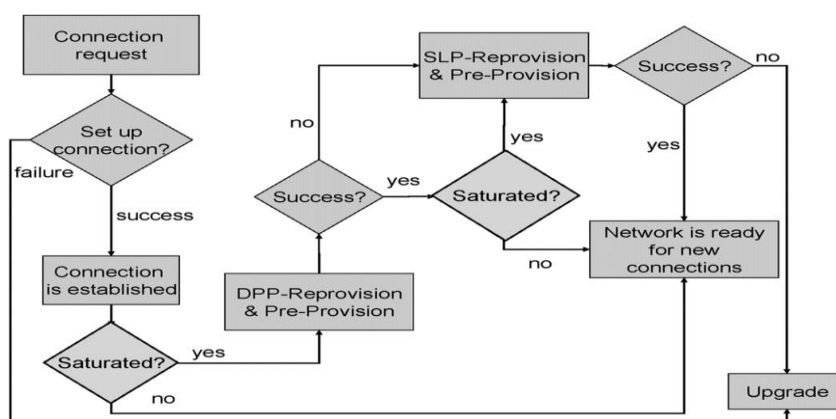 Connection
request
Set up
connection?
failure
success
Connection
is established
Saturated?
yes
no
DPP-Reprovision
& Pre-Provision
Success?
no
yes
Saturated?
yes
no
SLP-Reprovision
& Pre-Provision
Success?
no
yes
Network is ready
for new
connections
Upgrade